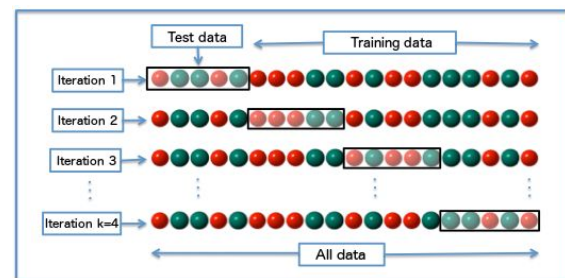 Test data
Training data
Iteration 1
Iteration 2
Iteration 3
Iteration k=4
All data